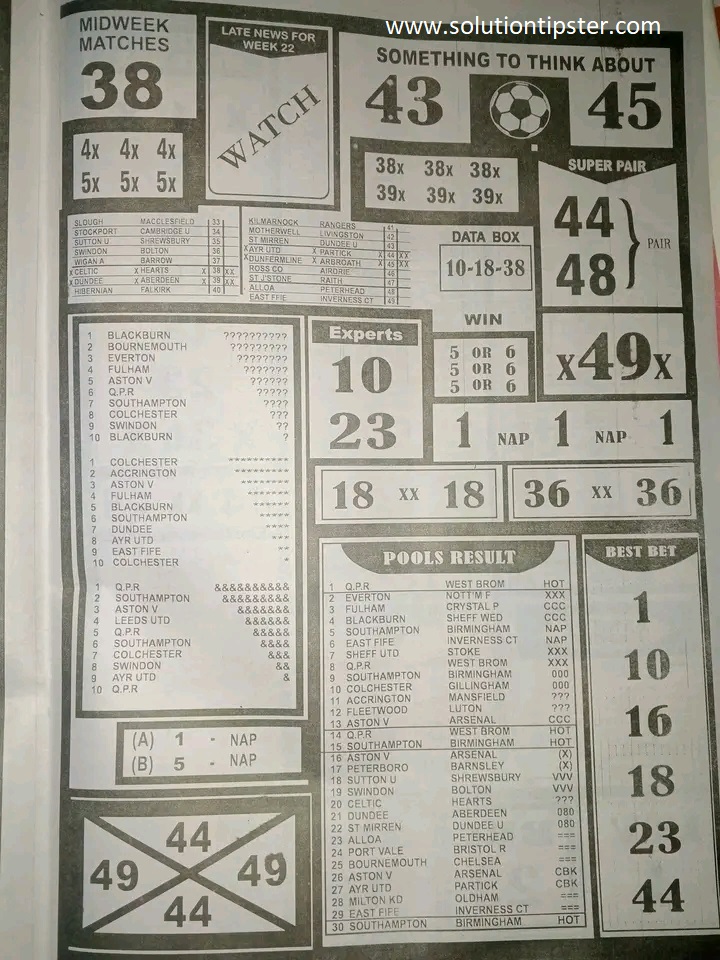 www.solutiontipster.com
MIDWEEK
MATCHES
38
LATE NEWS FOR
WEEK 22
WATCH
SOMETHING TO THINK ABOUT
43 45
4x 4x 4x
5x 5x 5x
38x 38x 38x
39x 39x 39x
SUPER PAIR
44
48
PAIR
SLOUGH MACCLESFIELD 33
STOCKPORT CAMBRIDGE U 34
SUTTON U SHREWSBURY 35
SWINDON BOLTON 36
WIGAN A BARROW 37
X CELTIC X HEARTS X 38 XX
X DUNDEE X ABERDEEN X 39 XX
HIBERNIAN FALKIRK 40
KILMARNOCK RANGERS 41
MOTHERWELL LIVINGSTON 42
ST MIRREN DUNDEE U 43
X AYR UTD X PARTICK X 44 XX
X DUNFERMLINE X ARBROATH X 45 XX
ROSS CO AIRDRIE 46
ST J'STONE RAITH 47
ALLOA PETERHEAD 48
EAST FIFE INVERNESS CT 49
DATA BOX
10-18-38
WIN
5 OR 6
5 OR 6
5 OR 6
x49x
1 BLACKBURN ??????????
2 BOURNEMOUTH ?????????
3 EVERTON ????????
4 FULHAM ???????
5 ASTON V ??????
6 Q.P.R ?????
7 SOUTHAMPTON ????
8 COLCHESTER ???
9 SWINDON ??
10 BLACKBURN ?
1 COLCHESTER **********
2 ACCRINGTON *********
3 ASTON V ********
4 FULHAM *******
5 BLACKBURN ******
6 SOUTHAMPTON *****
7 DUNDEE ****
8 AYR UTD ***
9 EAST FIFE **
10 COLCHESTER *
1 Q.P.R &&&&&&&&&&
2 SOUTHAMPTON &&&&&&&&&
3 ASTON V &&&&&&&
4 LEEDS UTD &&&&&&
5 Q.P.R &&&&&
6 SOUTHAMPTON &&&&
7 COLCHESTER &&&
8 SWINDON &&
9 AYR UTD &
10 Q.P.R
Experts
10
23
1 NAP 1 NAP 1
18 xx 18
36 xx 36
POOLS RESULT
1 Q.P.R WEST BROM HOT
2 EVERTON NOTT'M F XXX
3 FULHAM CRYSTAL P CCC
4 BLACKBURN SHEFF WED CCC
5 SOUTHAMPTON BIRMINGHAM NAP
6 EAST FIFE INVERNESS CT NAP
7 SHEFF UTD STOKE XXX
8 Q.P.R WEST BROM XXX
9 SOUTHAMPTON BIRMINGHAM 000
10 COLCHESTER GILLINGHAM 000
11 ACCRINGTON MANSFIELD ???
12 FLEETWOOD LUTON ???
13 ASTON V ARSENAL CCC
14 Q.P.R WEST BROM HOT
15 SOUTHAMPTON BIRMINGHAM HOT
16 ASTON V ARSENAL (X)
17 PETERBORO BARNSLEY (X)
18 SUTTON U SHREWSBURY VVV
19 SWINDON BOLTON VVV
20 CELTIC HEARTS ???
21 DUNDEE ABERDEEN 080
22 ST MIRREN DUNDEE U 080
23 ALLOA PETERHEAD ===
24 PORT VALE BRISTOL R ===
25 BOURNEMOUTH CHELSEA ===
26 ASTON V ARSENAL CBK
27 AYR UTD PARTICK CBK
28 MILTON KD OLDHAM ===
29 EAST FIFE INVERNESS CT ===
30 SOUTHAMPTON BIRMINGHAM HOT
BEST BET
1
10
16
18
23
44
(A) 1 - NAP
(B) 5 - NAP
44
49 49
44